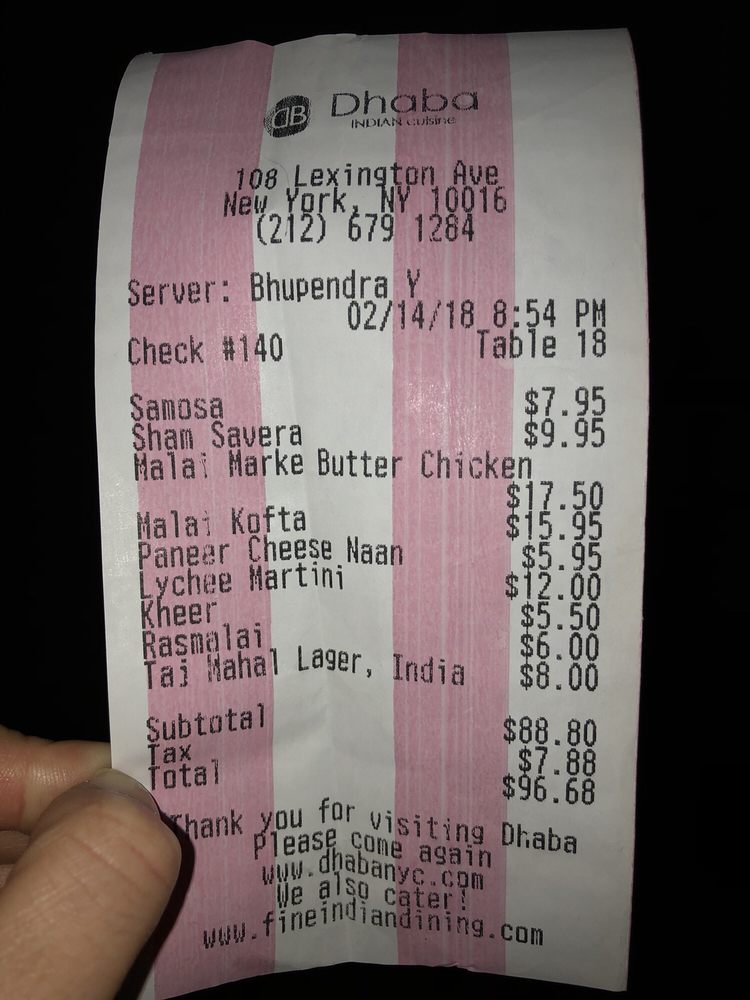 DB Dhaba
INDIAN cuisine
108 Lexington Ave
New York, NY 10016
(212) 679 1284
Server: Bhupendra Y
02/14/18 8:54 PM
Check #140 Table 18
Samosa $7.95
Sham Savera $9.95
Malai Marke Butter Chicken
$17.50
Malai Kofta $15.95
Paneer Cheese Naan $5.95
Lychee Martini $12.00
Kheer $5.50
Rasmalai $6.00
Taj Mahal Lager, India $8.00
Subtotal $88.80
Tax $7.88
Total $96.68
Thank you for visiting Dhaba
Please come again
www.dhabanyc.com
We also cater!
www.fineindiandining.com